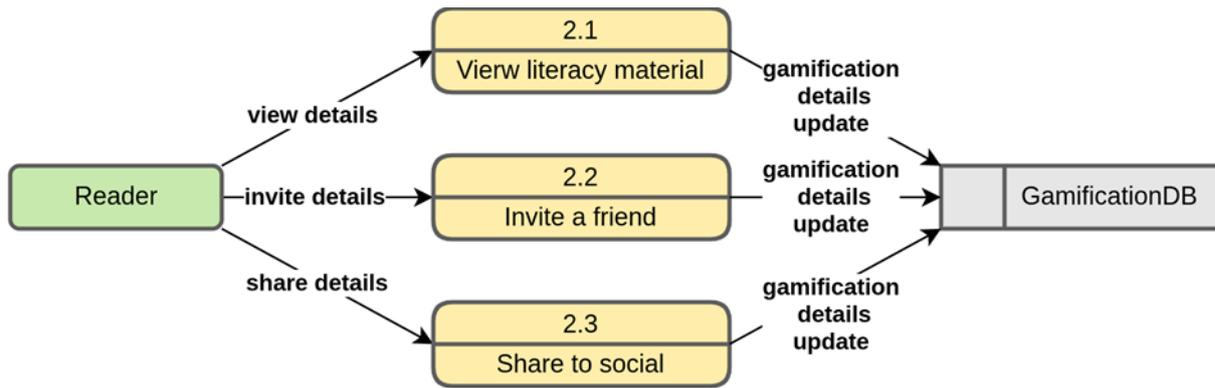 2.1
Vierw literacy material
gamification
details
update
view details
Reader
invite details
2.2
Invite a friend
gamification
details
update
GamificationDB
share details
2.3
Share to social
gamification
details
update